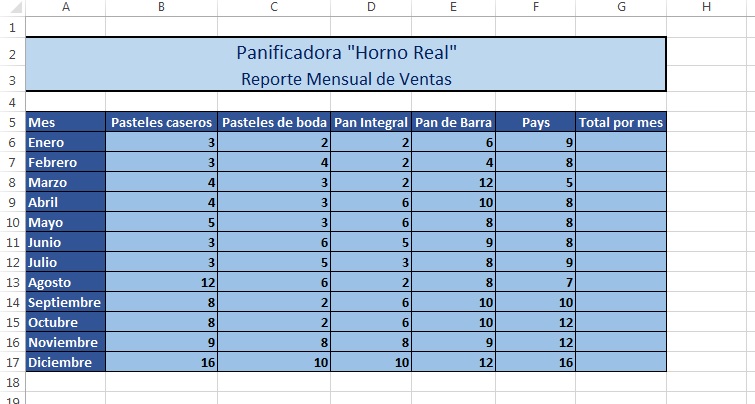 A B C D E F G H
1
2 Panificadora "Horno Real"
3 Reporte Mensual de Ventas
4
5 Mes Pasteles caseros Pasteles de boda Pan Integral Pan de Barra Pays Total por mes
6 Enero 3 2 2 6 9
7 Febrero 3 4 2 4 8
8 Marzo 4 3 2 12 5
9 Abril 4 3 6 10 8
10 Mayo 5 3 6 8 8
11 Junio 3 6 5 9 8
12 Julio 3 5 3 8 9
13 Agosto 12 6 2 8 7
14 Septiembre 8 2 6 10 10
15 Octubre 8 2 6 10 12
16 Noviembre 9 8 8 9 12
17 Diciembre 16 10 10 12 16
18
19